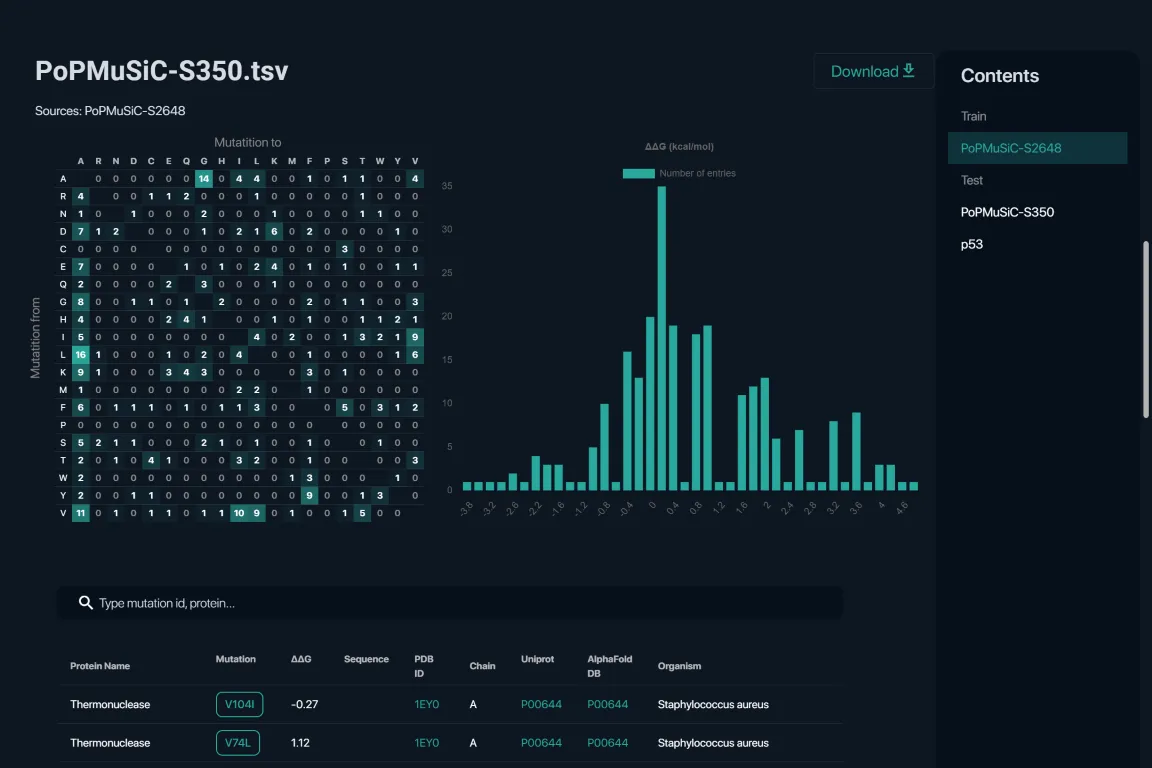 PoPMuSiC-S350.tsv
Download
Sources: PoPMuSiC-S2648
Mutatition to
A R N D C E Q G H I L K M F P S T W Y V
Mutatition from
A 0 0 0 0 0 0 14 0 4 4 0 0 1 0 1 1 0 0 4
R 4 0 0 1 1 2 0 0 0 1 0 0 0 0 0 1 0 0 0
N 1 0 1 0 0 0 2 0 0 0 1 0 0 0 0 1 1 0 0
D 7 1 2 0 0 0 1 0 2 1 6 0 2 0 0 0 0 1 0
C 0 0 0 0 0 0 0 0 0 0 0 0 0 0 3 0 0 0 0
E 7 0 0 0 0 1 0 1 0 2 4 0 1 0 1 0 0 1 1
Q 2 0 0 0 0 2 3 0 0 0 1 0 0 0 0 0 0 0 0
G 8 0 0 1 1 0 1 2 0 0 0 0 2 0 1 1 0 0 3
H 4 0 0 0 0 2 4 1 0 0 1 0 1 0 0 1 1 2 1
I 5 0 0 0 0 0 0 0 0 4 0 2 0 0 1 3 2 1 9
L 16 1 0 0 0 1 0 2 0 4 0 0 1 0 0 0 0 1 6
K 9 1 0 0 0 3 4 3 0 0 0 0 3 0 1 0 0 0 0
M 1 0 0 0 0 0 0 0 0 2 2 0 1 0 0 0 0 0 0
F 6 0 1 1 1 0 1 0 1 1 3 0 0 0 5 0 3 1 2
P 0 0 0 0 0 0 0 0 0 0 0 0 0 0 0 0 0 0 0
S 5 2 1 1 0 0 0 2 1 0 1 0 0 1 0 0 1 0 0
T 2 0 1 0 4 1 0 0 0 3 2 0 0 1 0 0 0 0 3
W 2 0 0 0 0 0 0 0 0 0 0 0 1 3 0 0 0 1 0
Y 2 0 0 1 1 0 0 0 0 0 0 0 0 9 0 0 1 3 0
V 11 0 1 0 1 1 0 1 1 10 9 0 1 0 0 1 5 0 0
ΔΔG (kcal/mol)
Number of entries
35
30
25
20
15
10
5
0
-3.8 -3.2 -2.6 -2.2 -1.6 -1.2 -0.8 -0.4 0 0.4 0.8 1.2 1.6 2 2.4 2.8 3.2 3.6 4 4.6
Type mutation id, protein...
Protein Name Mutation ΔΔG Sequence PDB ID Chain Uniprot AlphaFold DB Organism
Thermonuclease V104I -0.27 1EY0 A P00644 P00644 Staphylococcus aureus
Thermonuclease V74L 1.12 1EY0 A P00644 P00644 Staphylococcus aureus
Contents
Train
PoPMuSiC-S2648
Test
PoPMuSiC-S350
p53